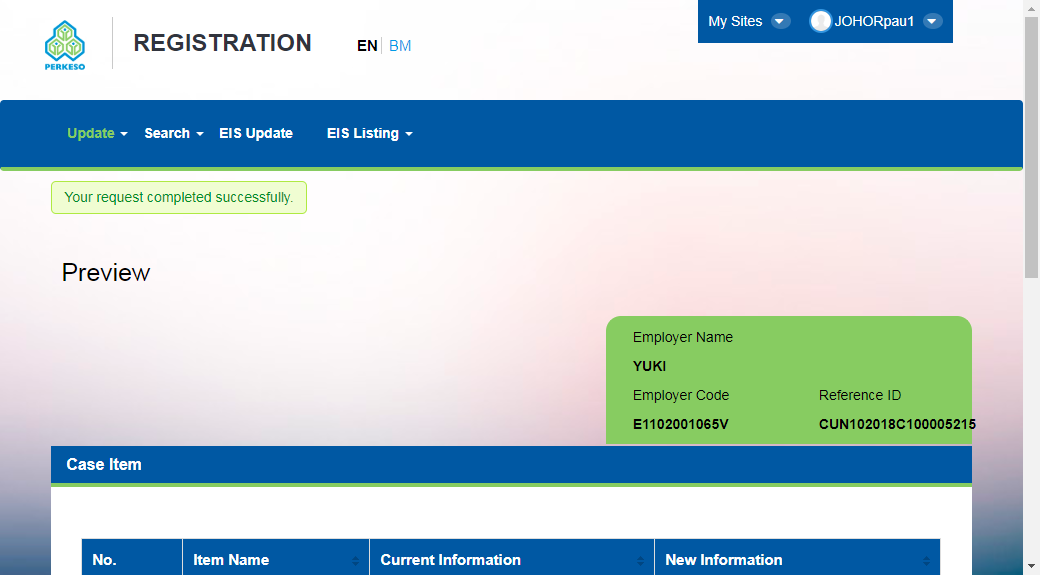 My Sites JOHORpau1
PERKESO
REGISTRATION EN BM
Update Search EIS Update EIS Listing
Your request completed successfully.
Preview
Employer Name
YUKI
Employer Code Reference ID
E1102001065V CUN102018C100005215
Case Item
No. Item Name Current Information New Information